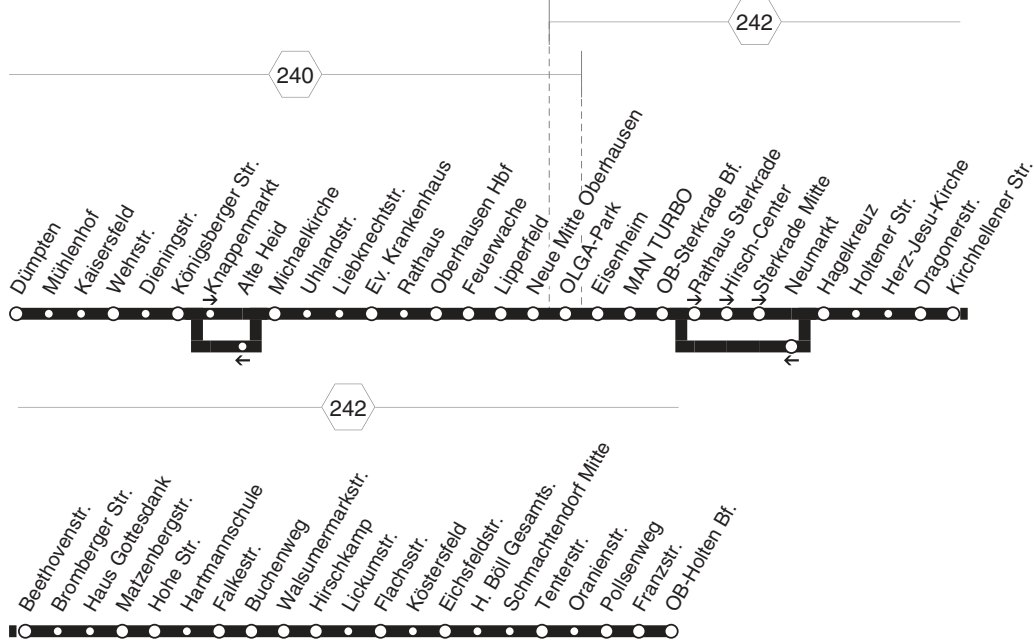 242
240
Dümpten
Mühlenhof
Kaisersfeld
Wehrstr.
Dieningstr.
Königsberger Str.
Knappenmarkt
Alte Heid
Michaelkirche
Uhlandstr.
Liebknechtstr.
Ev. Krankenhaus
Rathaus
Oberhausen Hbf
Feuerwache
Lipperfeld
Neue Mitte Oberhausen
OLGA-Park
Eisenheim
MAN TURBO
OB-Sterkrade Bf.
Rathaus Sterkrade
Hirsch-Center
Sterkrade Mitte
Neumarkt
Hagelkreuz
Holtener Str.
Herz-Jesu-Kirche
Dragonerstr.
Kirchhellener Str.
242
Beethovenstr.
Bromberger Str.
Haus Gottesdank
Matzenbergstr.
Hohe Str.
Hartmannschule
Falkestr.
Buchenweg
Walsumermarkstr.
Hirschkamp
Lickumstr.
Flachsstr.
Köstersfeld
Eichsfeldstr.
H. Böll Gesamts.
Schmachtendorf Mitte
Tenterstr.
Oranienstr.
Pollsenweg
Franzstr.
OB-Holten Bf.